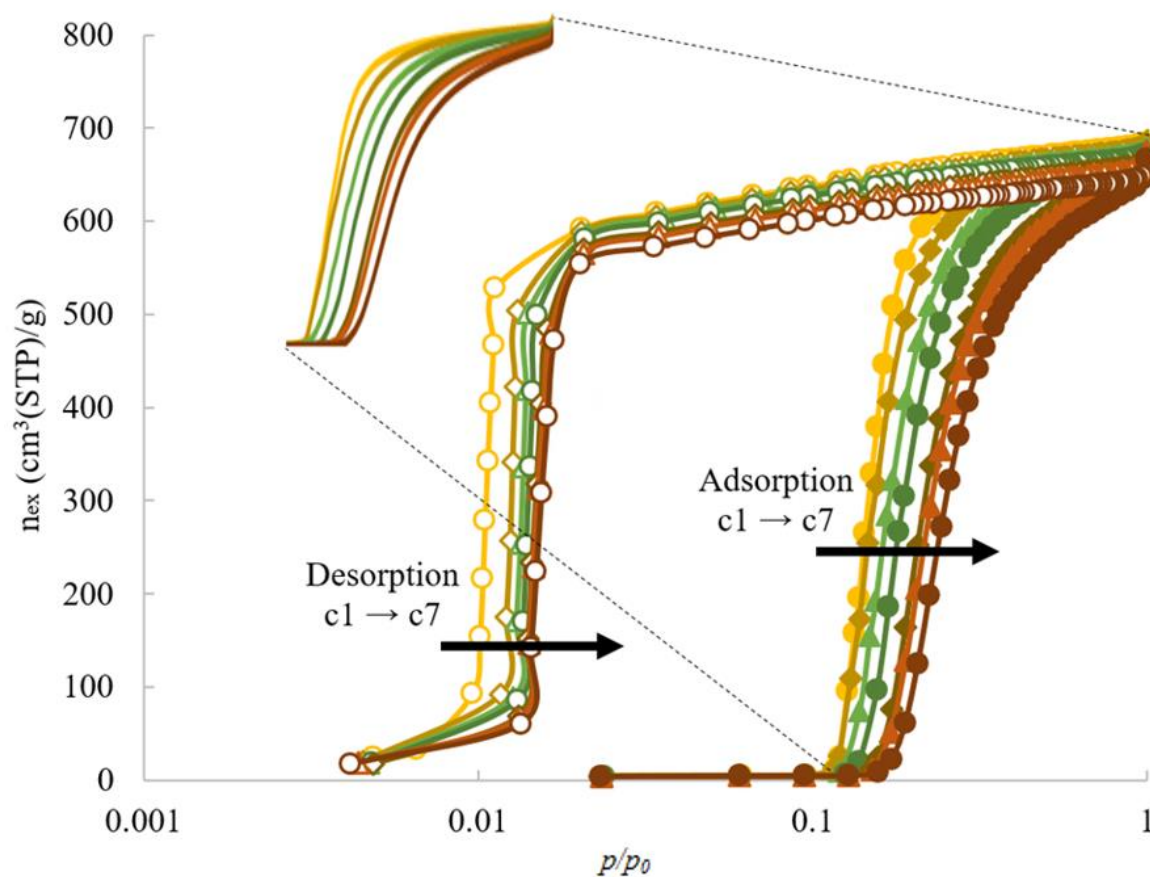 800
700
600
500
400
300
200
100
0
n_ex (cm³(STP)/g)
Adsorption
c1 → c7
Desorption
c1 → c7
0.001
0.01
0.1
1
p/p₀